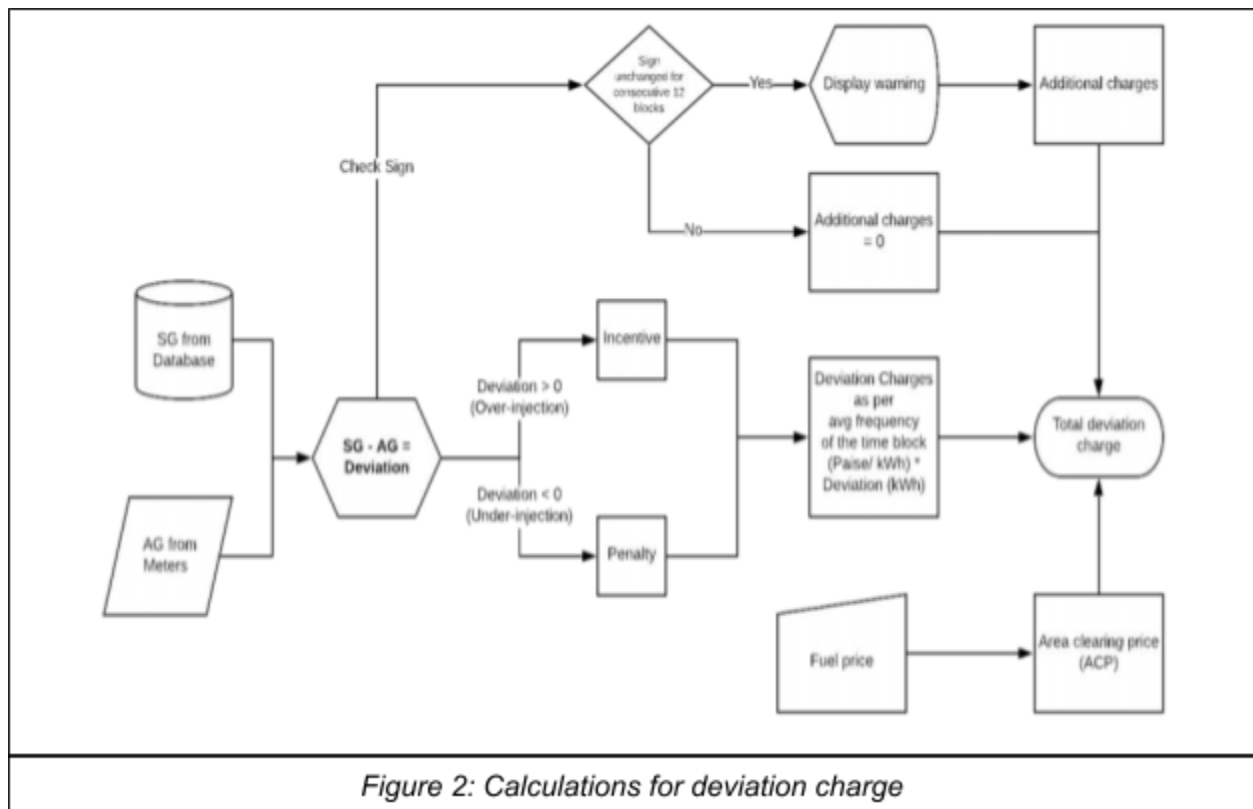 Sign
unchanged for
consecutive 12
blocks
Yes
Display warning
Additional charges
Check Sign
No
Additional charges
= 0
SG from
Database
Incentive
Deviation > 0
(Over-injection)
Deviation Charges
as per
avg frequency
of the time block
(Paise/ kWh) *
Deviation (kWh)
Total deviation
charge
SG - AG =
Deviation
Deviation < 0
(Under-injection)
AG from
Meters
Penalty
Fuel price
Area clearing price
(ACP)
Figure 2: Calculations for deviation charge